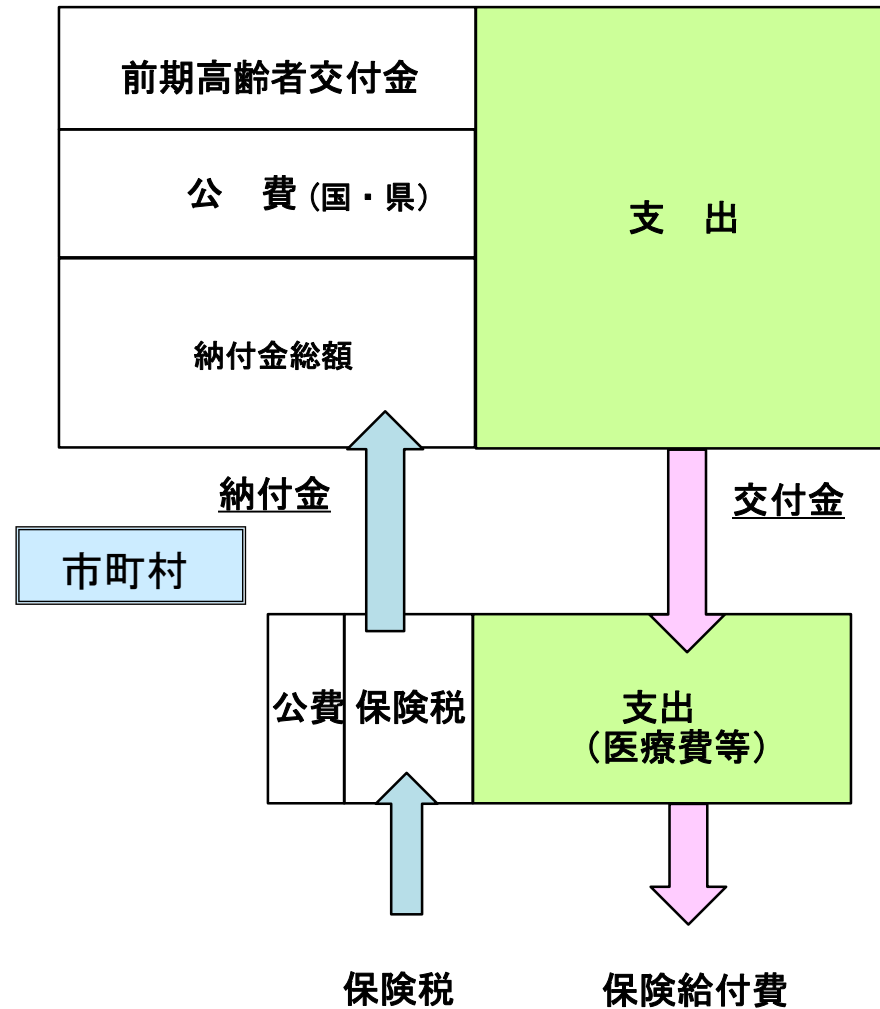 前期高齢者交付金
公　費（国・県）
支　出
納付金総額
納付金
交付金
市町村
公費
保険税
支出
（医療費等）
保険税
保険給付費